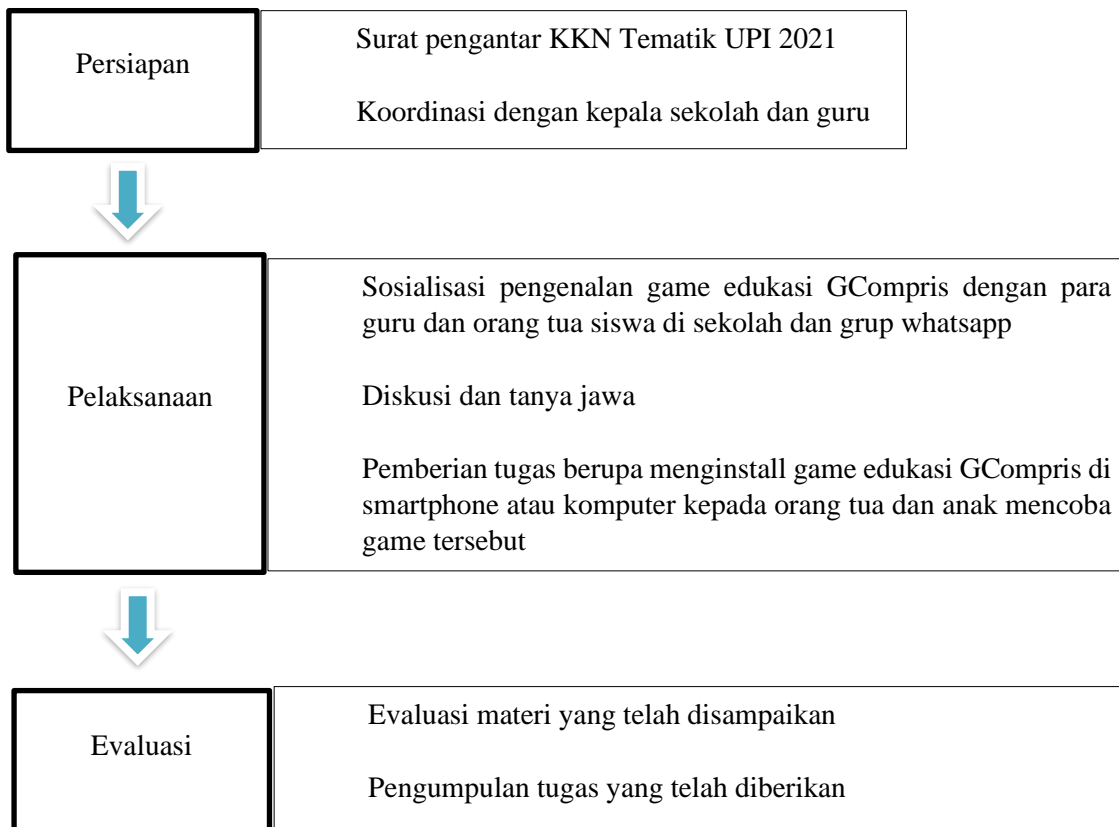 Persiapan
Surat pengantar KKN Tematik UPI 2021
Koordinasi dengan kepala sekolah dan guru
Pelaksanaan
Sosialisasi pengenalan game edukasi GCompris dengan para
guru dan orang tua siswa di sekolah dan grup whatsapp
Diskusi dan tanya jawa
Pemberian tugas berupa menginstall game edukasi GCompris di
smartphone atau komputer kepada orang tua dan anak mencoba
game tersebut
Evaluasi
Evaluasi materi yang telah disampaikan
Pengumpulan tugas yang telah diberikan